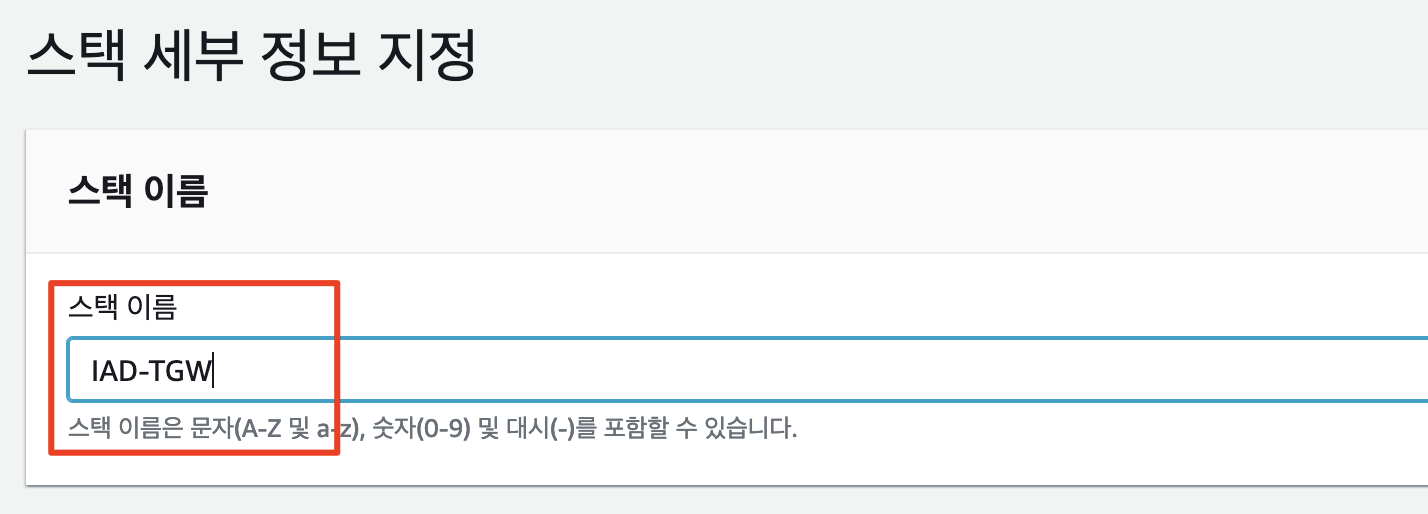 스택 세부 정보 지정
스택 이름
스택 이름
IAD-TGW
스택 이름은 문자(A-Z 및 a-z), 숫자(0-9) 및 대시(-)를 포함할 수 있습니다.